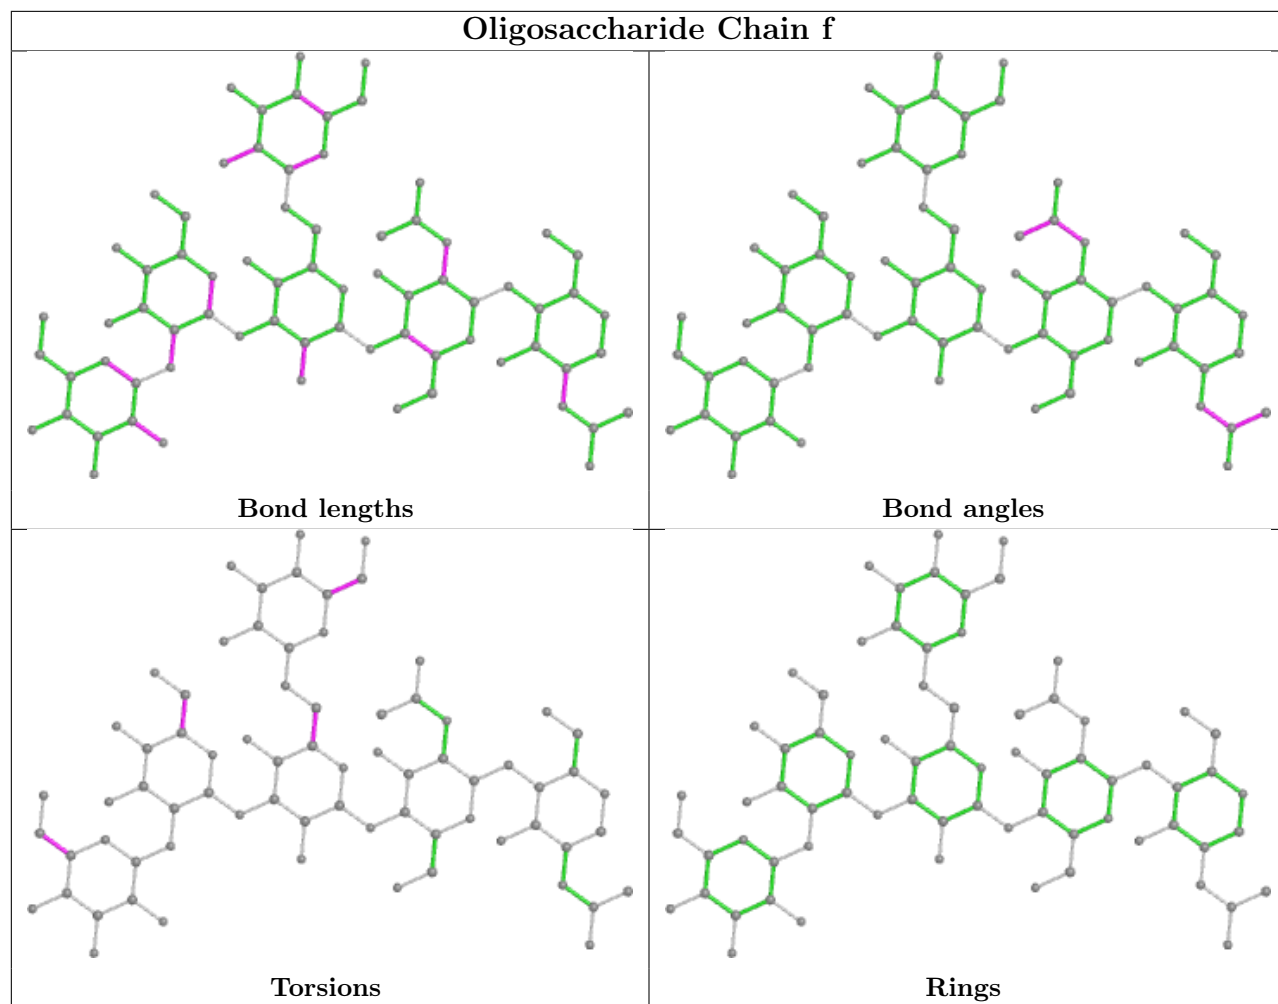 Oligosaccharide Chain f
Bond lengths
Bond angles
Torsions
Rings